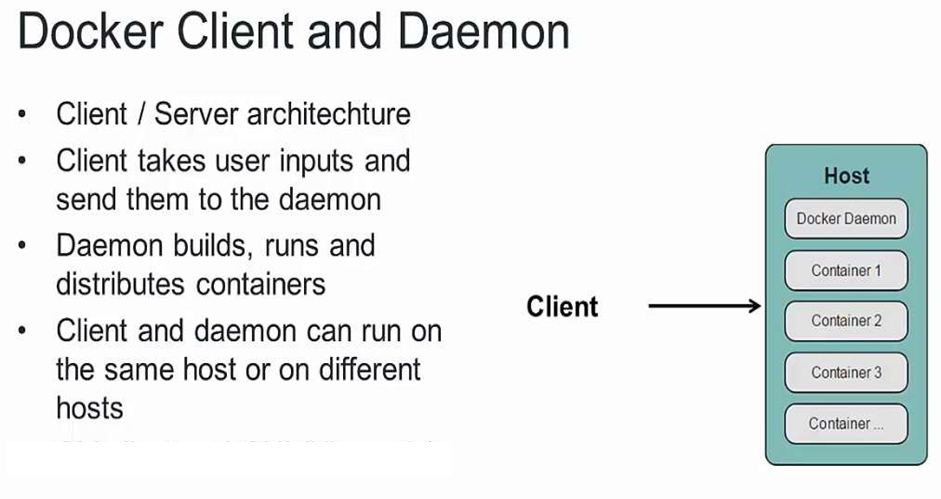 Docker Client and Daemon
• Client / Server architechture
• Client takes user inputs and
send them to the daemon
• Daemon builds, runs and
distributes containers
• Client and daemon can run on
the same host or on different
hosts
Client
Host
Docker Daemon
Container 1
Container 2
Container 3
Container ...